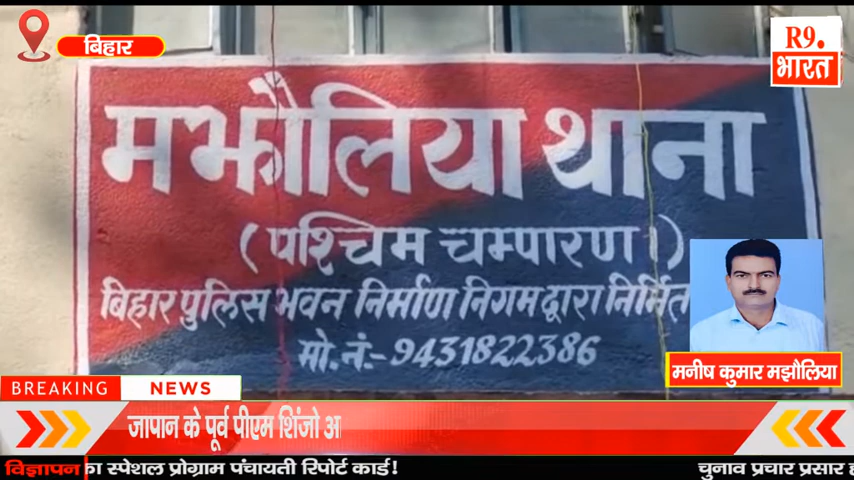 बिहार
R9.
भारत
मझौलिया थाना
(पश्चिम चम्पारण।)
बिहार पुलिस भवन निर्माण निगम द्वारा निर्मित
मो.नं:-9431822386
मनीष कुमार मझौलिया
BREAKING NEWS
जापान के पूर्व पीएम शिंजो
विज्ञापन का स्पेशल प्रोग्राम पंचायती रिपोर्ट कार्ड! चुनाव प्रचार प्रसार